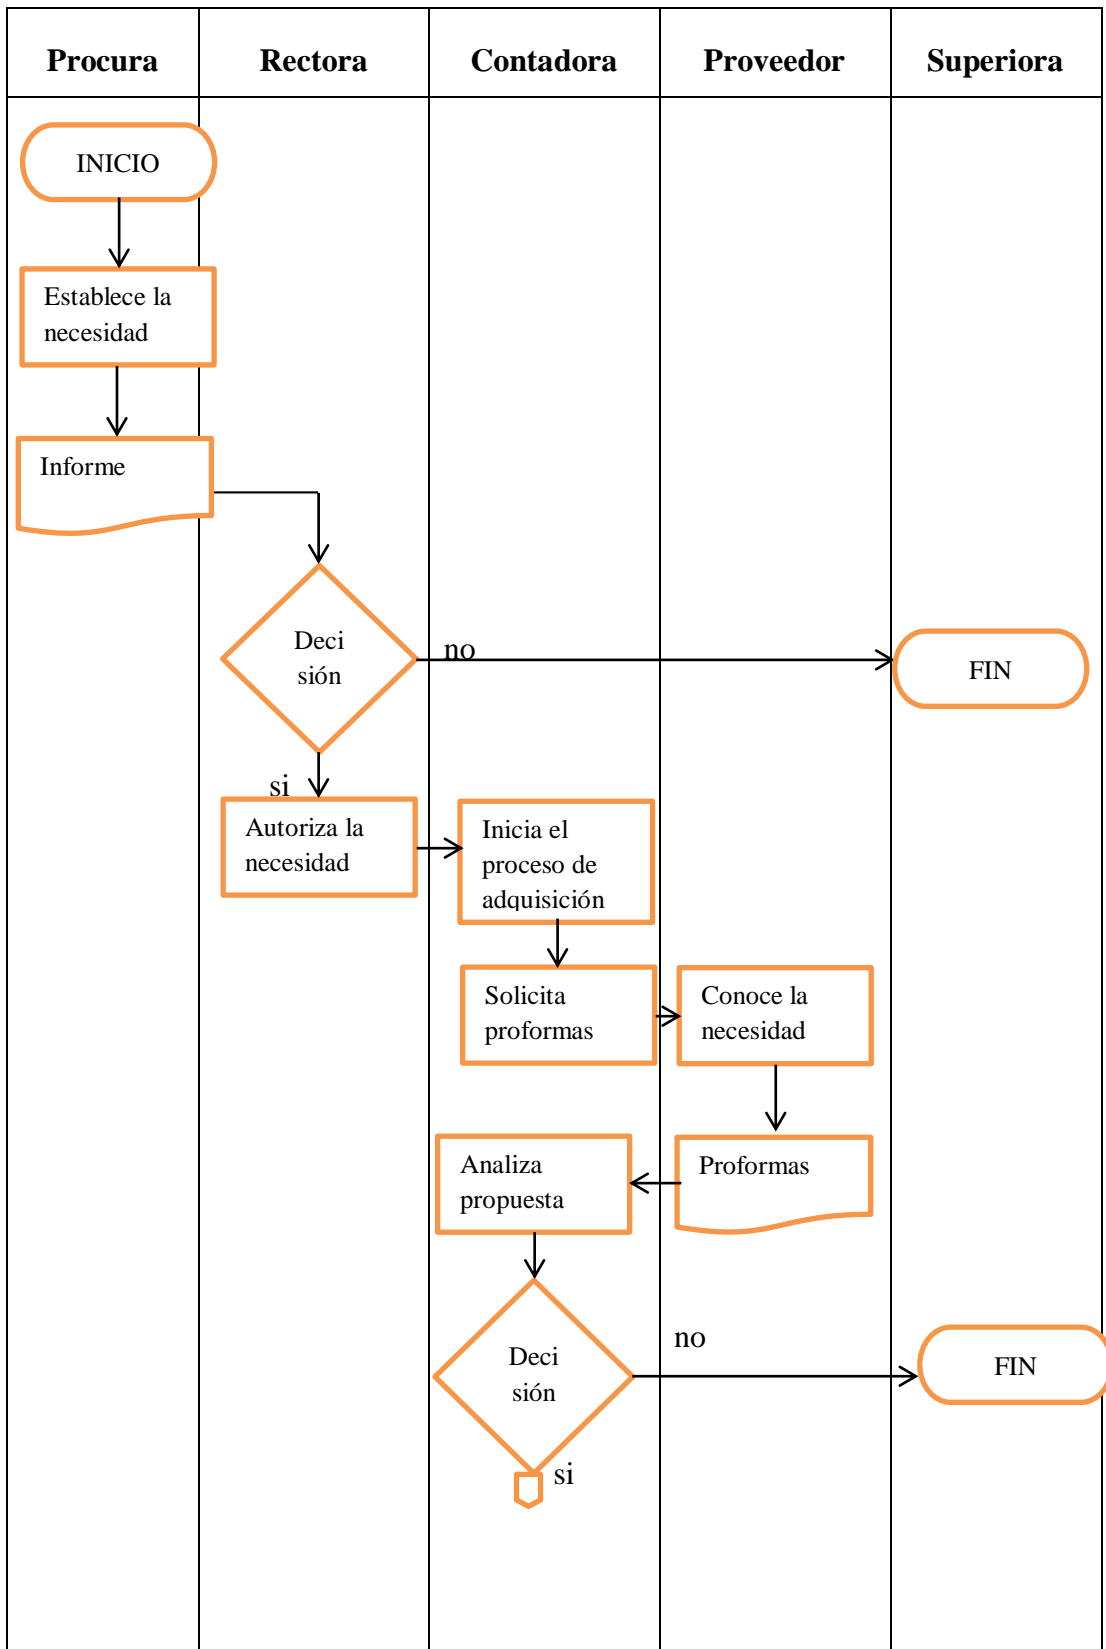 Procura Rectora Contadora Proveedor Superiora
INICIO
Establece la
necesidad
Informe
Deci
sión
no
FIN
si
Autoriza la
necesidad
Inicia el
proceso de
adquisición
Solicita
proformas
Conoce la
necesidad
Proformas
Analiza
propuesta
Deci
sión
no
FIN
si